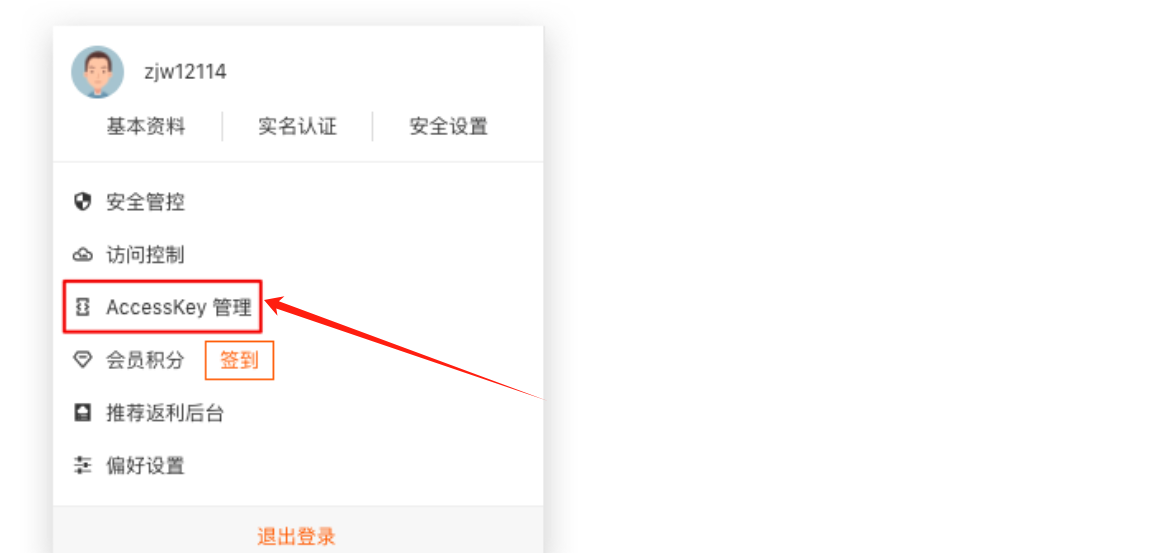 zjw12114
基本资料 实名认证 安全设置
安全管控
访问控制
AccessKey 管理
会员积分 签到
推荐返利后台
偏好设置
退出登录